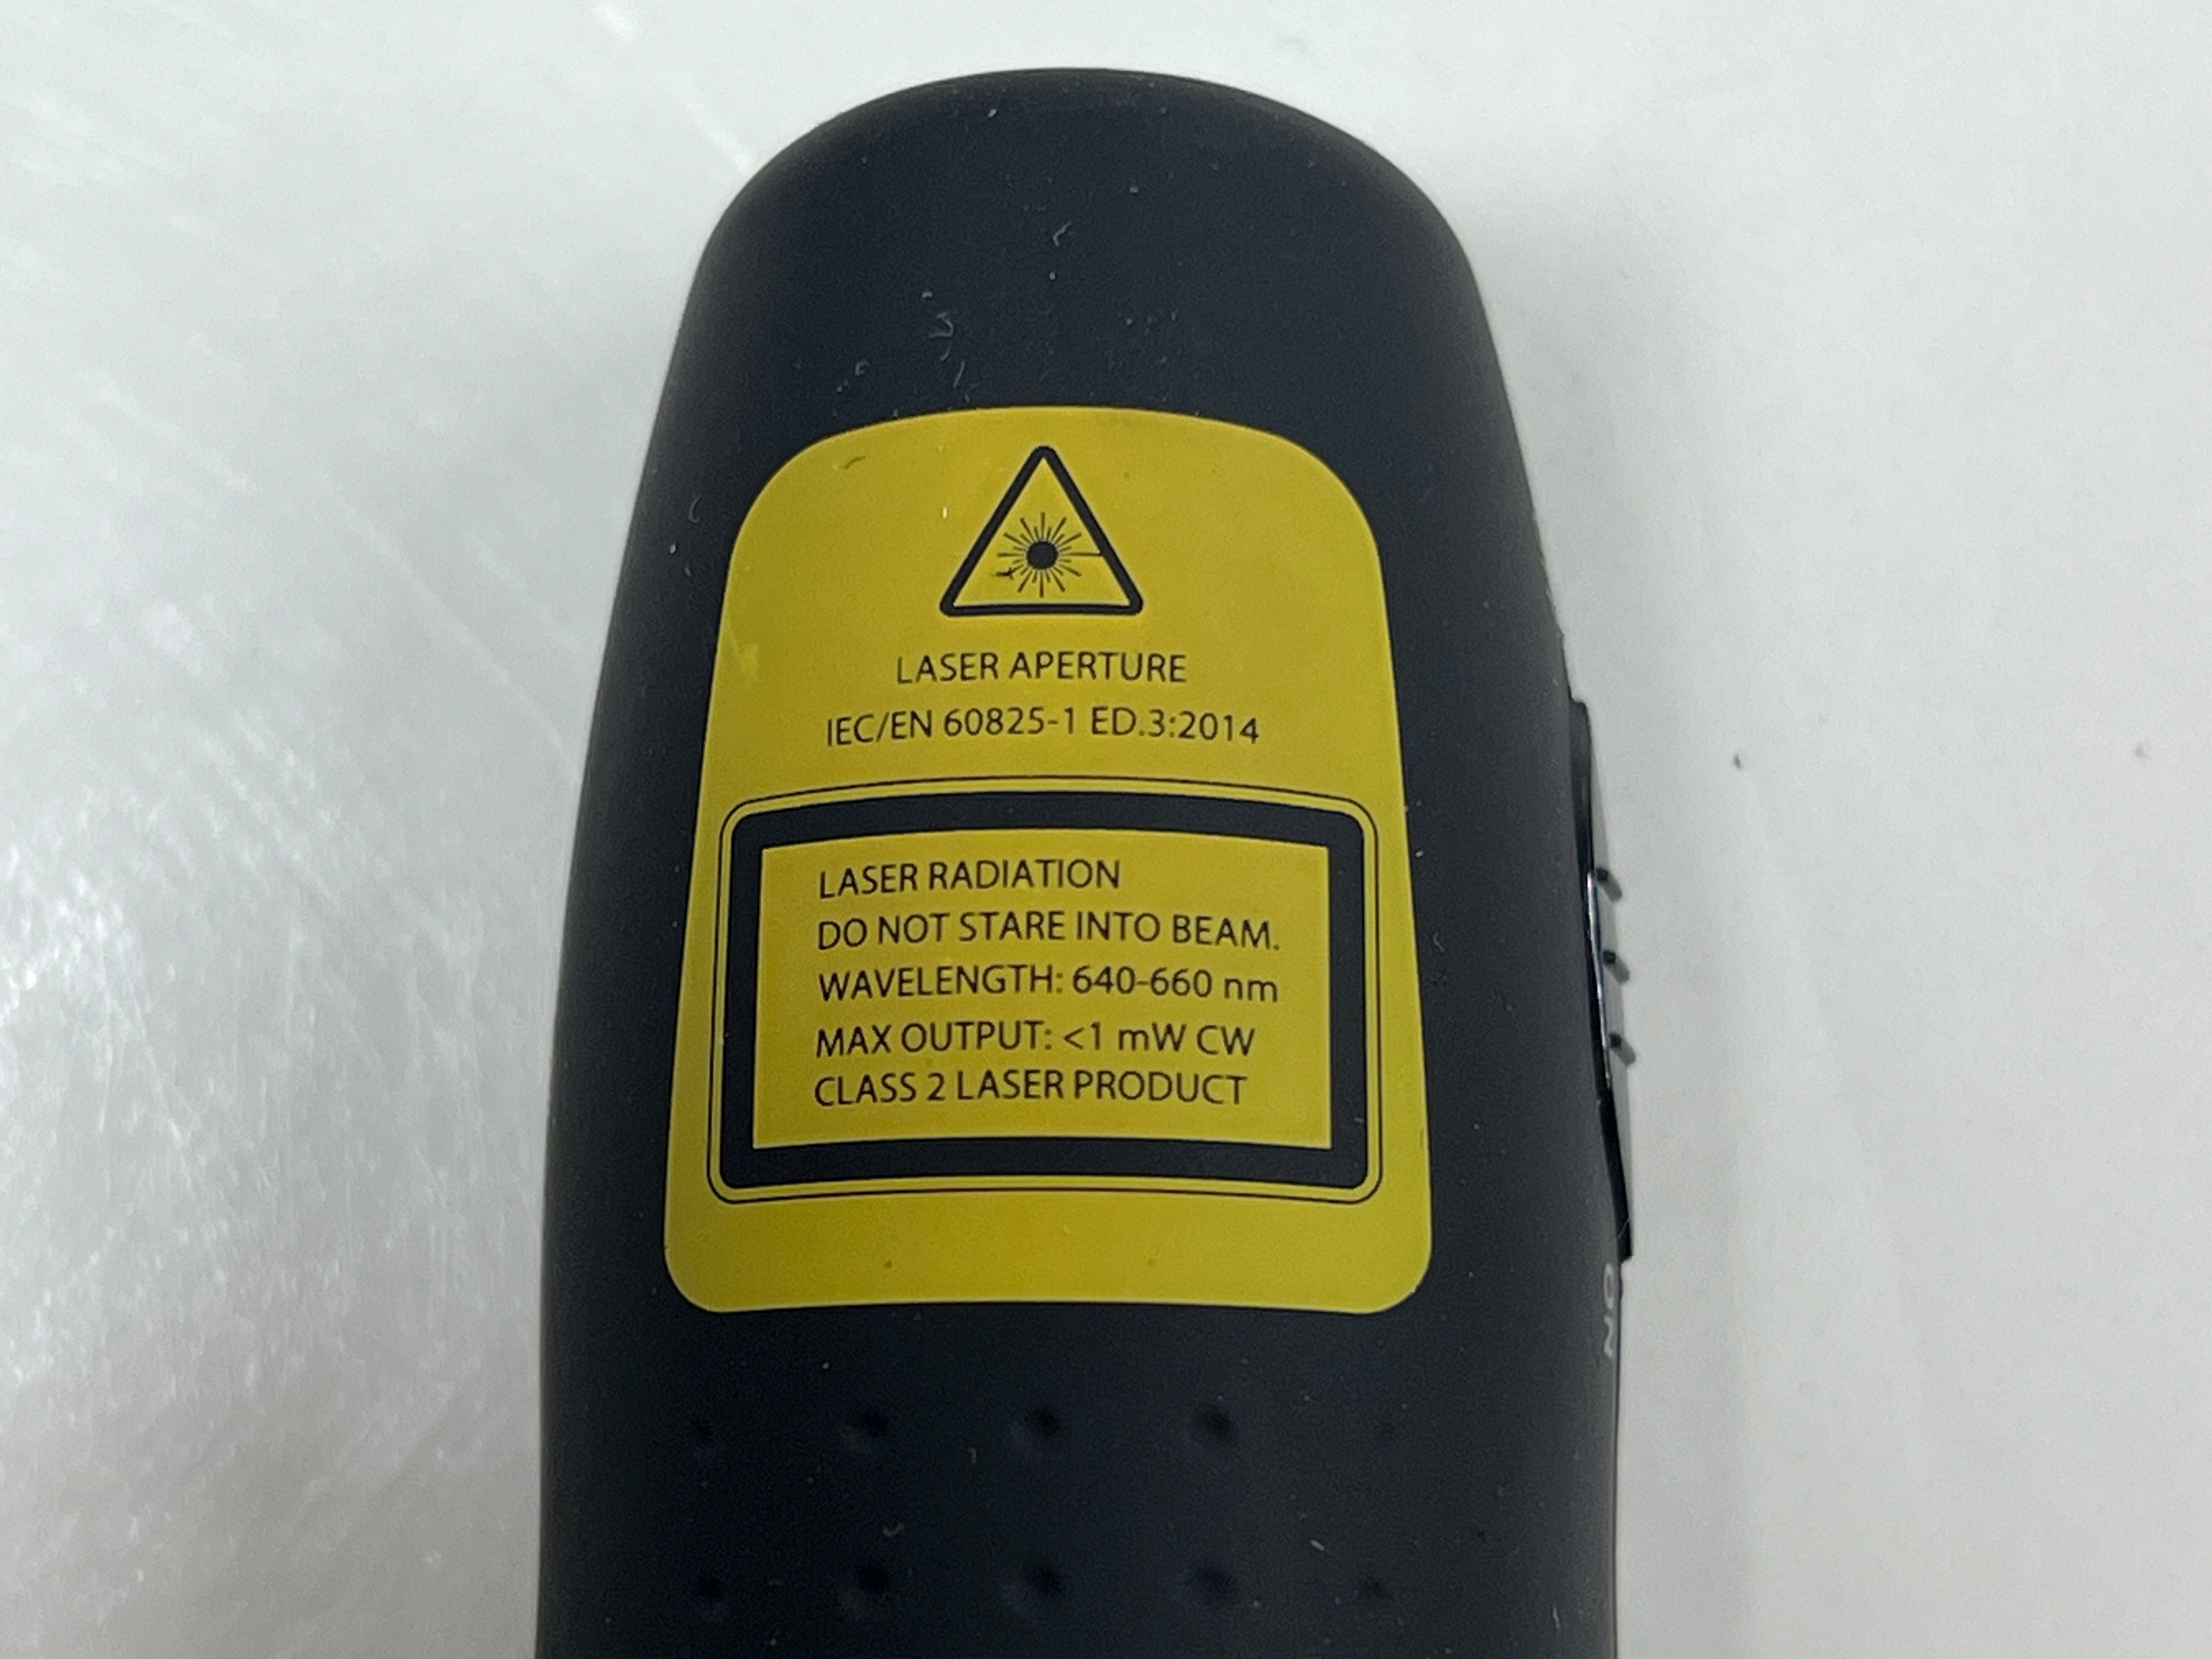 LASER APERTURE
IEC/EN 60825-1 ED.3:2014
LASER RADIATION
DO NOT STARE INTO BEAM.
WAVELENGTH: 640-660 nm
MAX OUTPUT: <1 mW CW
CLASS 2 LASER PRODUCT
ON